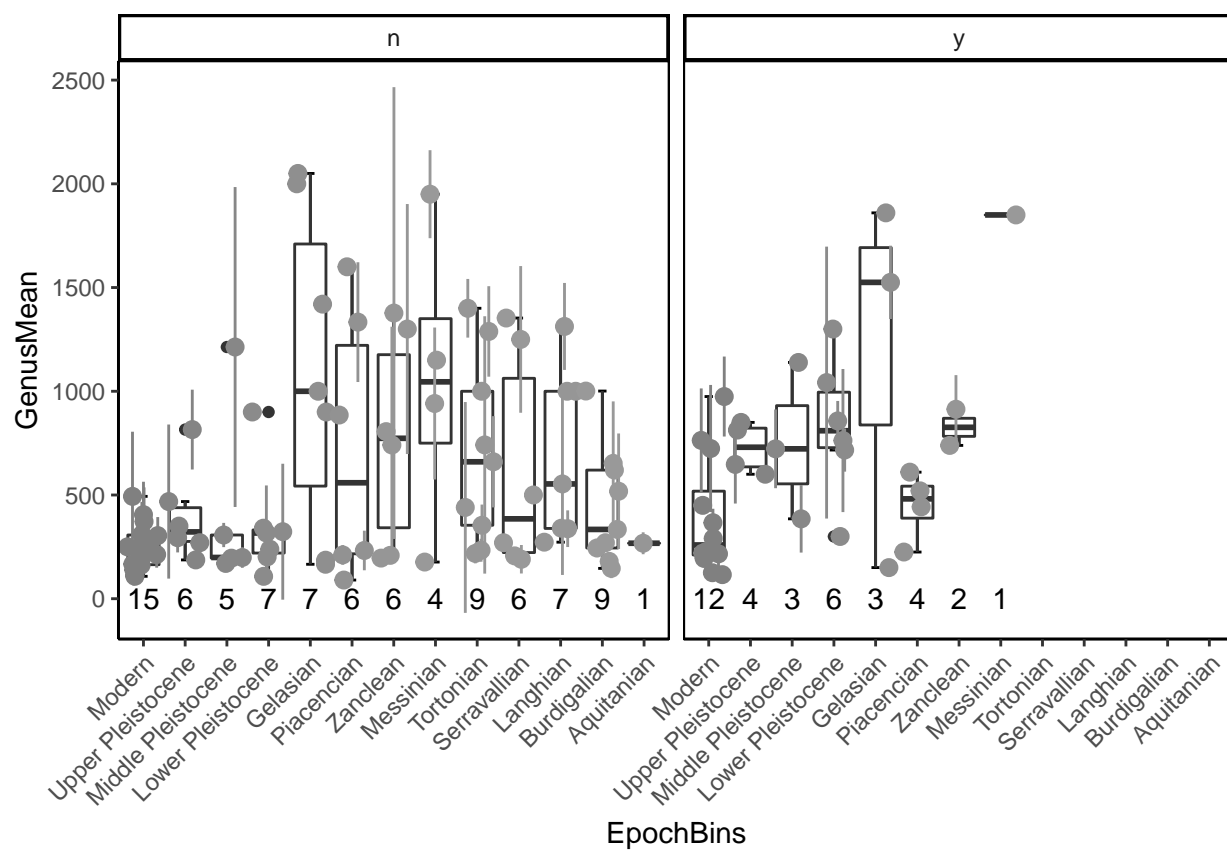 n
y
GenusMean
2500
2000
1500
1000
500
0
15 6 5 7 7 6 6 4 9 6 7 9 1
12 4 3 6 3 4 2 1
Modern
Upper Pleistocene
Middle Pleistocene
Lower Pleistocene
Gelasian
Piacencian
Zanclean
Messinian
Tortonian
Serravallian
Langhian
Burdigalian
Aquitanian
Modern
Upper Pleistocene
Middle Pleistocene
Lower Pleistocene
Gelasian
Piacencian
Zanclean
Messinian
Tortonian
Serravallian
Langhian
Burdigalian
Aquitanian
EpochBins